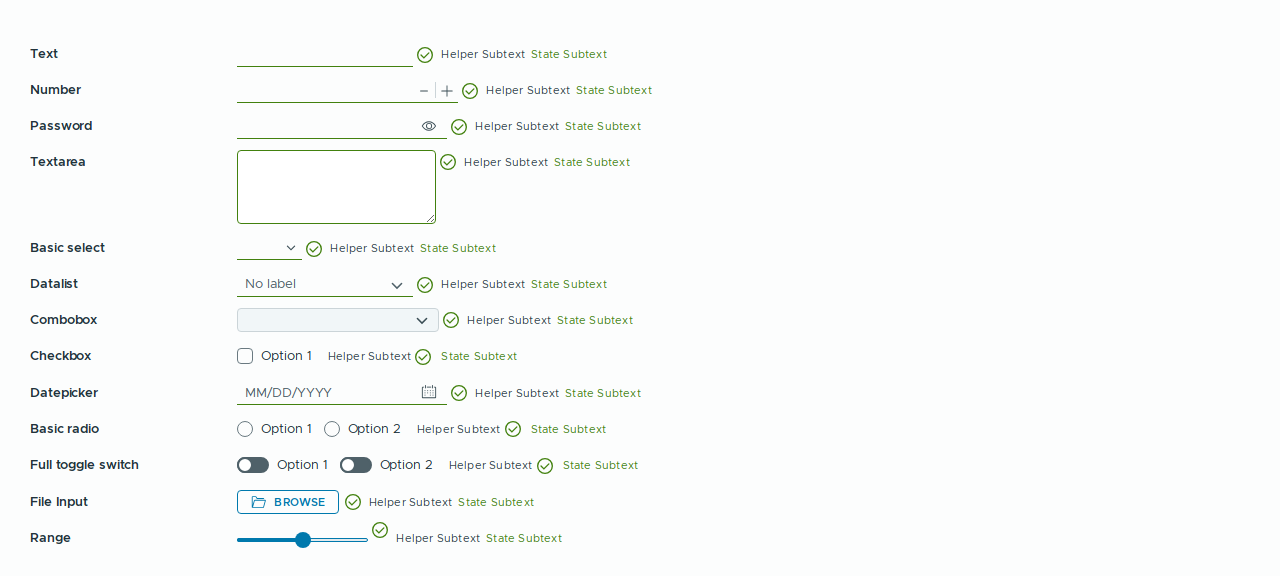 Text Helper Subtext State Subtext
Number Helper Subtext State Subtext
Password Helper Subtext State Subtext
Textarea Helper Subtext State Subtext
Basic select Helper Subtext State Subtext
Datalist No label Helper Subtext State Subtext
Combobox Helper Subtext State Subtext
Checkbox Option 1 Helper Subtext State Subtext
Datepicker MM/DD/YYYY Helper Subtext State Subtext
Basic radio Option 1 Option 2 Helper Subtext State Subtext
Full toggle switch Option 1 Option 2 Helper Subtext State Subtext
File Input BROWSE Helper Subtext State Subtext
Range Helper Subtext State Subtext